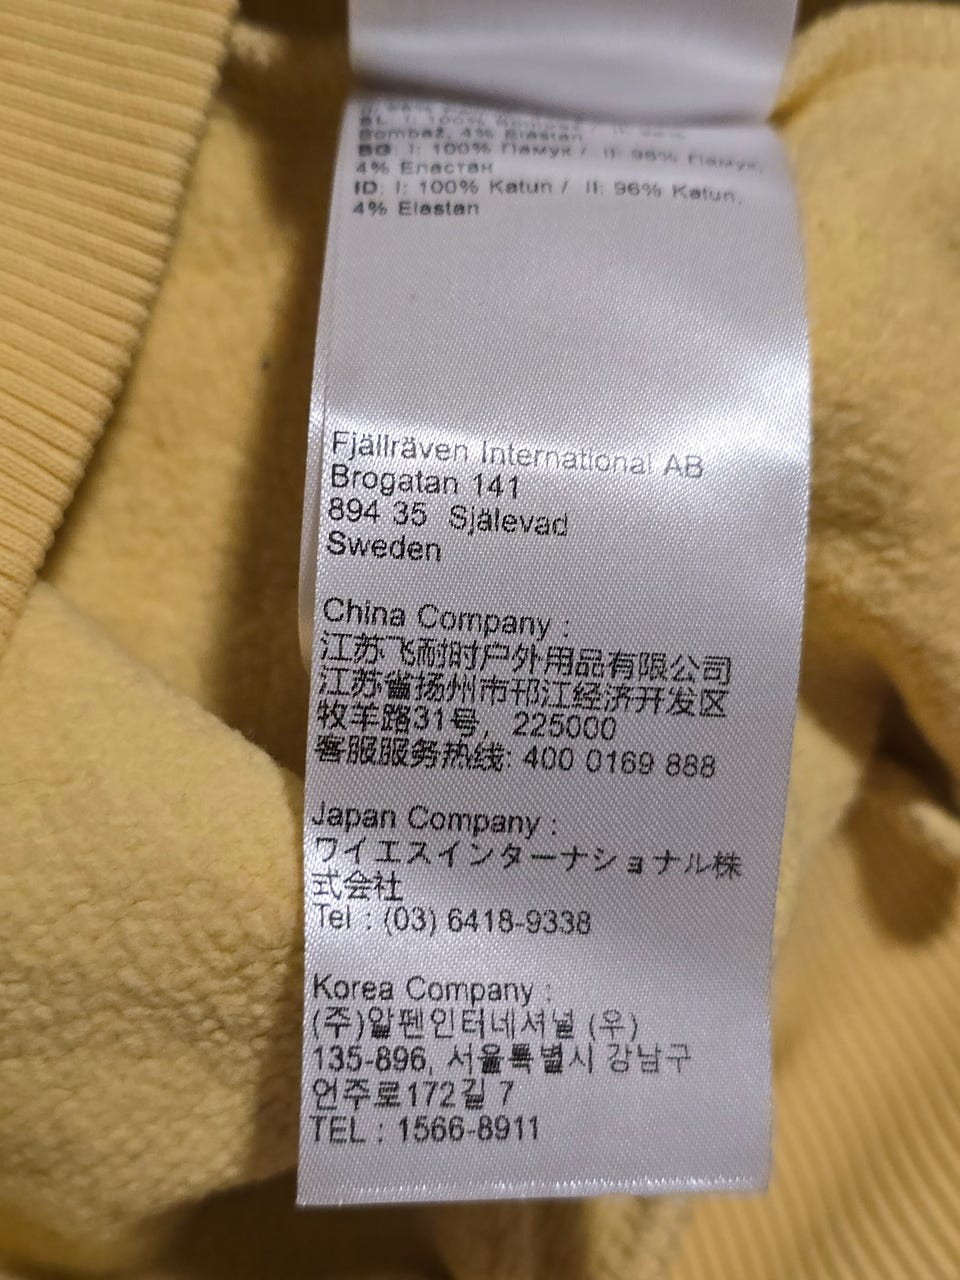 SL: I: 100% Bombaž / II: 96%
Bombaž, 4% Elastan
BG: I: 100% Памук / II: 96% Памук,
4% Еластан
ID: I: 100% Katun / II: 96% Katun,
4% Elastan
Fjällräven International AB
Brogatan 141
894 35 Själevad
Sweden
China Company :
江苏飞耐时户外用品有限公司
江苏省扬州市邗江经济开发区
牧羊路31号, 225000
客服服务热线: 400 0169 888
Japan Company :
ワイエスインターナショナル株
式会社
Tel : (03) 6418-9338
Korea Company :
(주)알펜인터네셔널 (우)
135-896, 서울특별시 강남구
언주로172길 7
TEL : 1566-8911